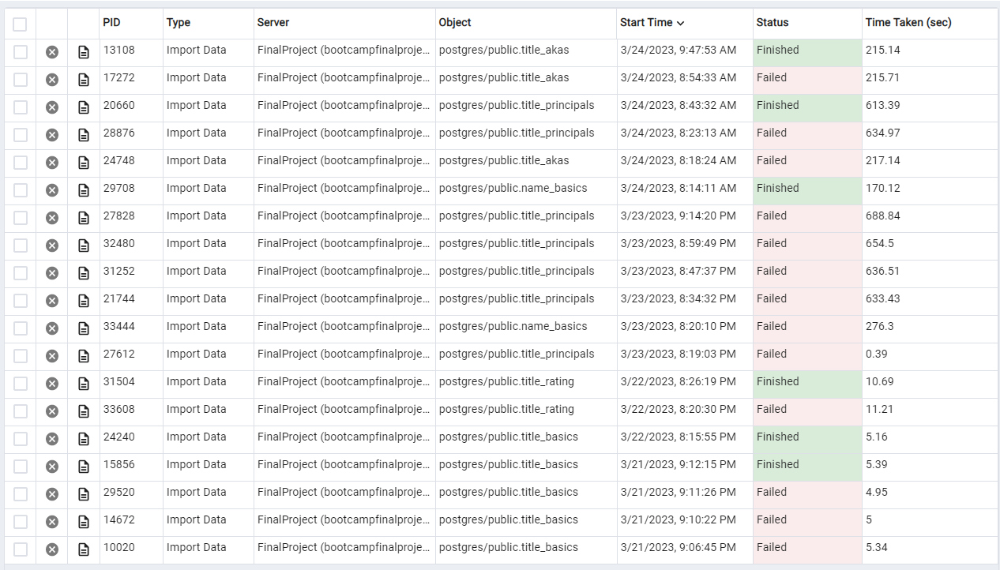 PID Type Server Object Start Time Status Time Taken (sec)
13108 Import Data FinalProject (bootcampfinalproje... postgres/public.title_akas 3/24/2023, 9:47:53 AM Finished 215.14
17272 Import Data FinalProject (bootcampfinalproje... postgres/public.title_akas 3/24/2023, 8:54:33 AM Failed 215.71
20660 Import Data FinalProject (bootcampfinalproje... postgres/public.title_principals 3/24/2023, 8:43:32 AM Finished 613.39
28876 Import Data FinalProject (bootcampfinalproje... postgres/public.title_principals 3/24/2023, 8:23:13 AM Failed 634.97
24748 Import Data FinalProject (bootcampfinalproje... postgres/public.title_akas 3/24/2023, 8:18:24 AM Failed 217.14
29708 Import Data FinalProject (bootcampfinalproje... postgres/public.name_basics 3/24/2023, 8:14:11 AM Finished 170.12
27828 Import Data FinalProject (bootcampfinalproje... postgres/public.title_principals 3/23/2023, 9:14:20 PM Failed 688.84
32480 Import Data FinalProject (bootcampfinalproje... postgres/public.title_principals 3/23/2023, 8:59:49 PM Failed 654.5
31252 Import Data FinalProject (bootcampfinalproje... postgres/public.title_principals 3/23/2023, 8:47:37 PM Failed 636.51
21744 Import Data FinalProject (bootcampfinalproje... postgres/public.title_principals 3/23/2023, 8:34:32 PM Failed 633.43
33444 Import Data FinalProject (bootcampfinalproje... postgres/public.name_basics 3/23/2023, 8:20:10 PM Failed 276.3
27612 Import Data FinalProject (bootcampfinalproje... postgres/public.title_principals 3/23/2023, 8:19:03 PM Failed 0.39
31504 Import Data FinalProject (bootcampfinalproje... postgres/public.title_rating 3/22/2023, 8:26:19 PM Finished 10.69
33608 Import Data FinalProject (bootcampfinalproje... postgres/public.title_rating 3/22/2023, 8:20:30 PM Failed 11.21
24240 Import Data FinalProject (bootcampfinalproje... postgres/public.title_basics 3/22/2023, 8:15:55 PM Finished 5.16
15856 Import Data FinalProject (bootcampfinalproje... postgres/public.title_basics 3/21/2023, 9:12:15 PM Finished 5.39
29520 Import Data FinalProject (bootcampfinalproje... postgres/public.title_basics 3/21/2023, 9:11:26 PM Failed 4.95
14672 Import Data FinalProject (bootcampfinalproje... postgres/public.title_basics 3/21/2023, 9:10:22 PM Failed 5
10020 Import Data FinalProject (bootcampfinalproje... postgres/public.title_basics 3/21/2023, 9:06:45 PM Failed 5.34